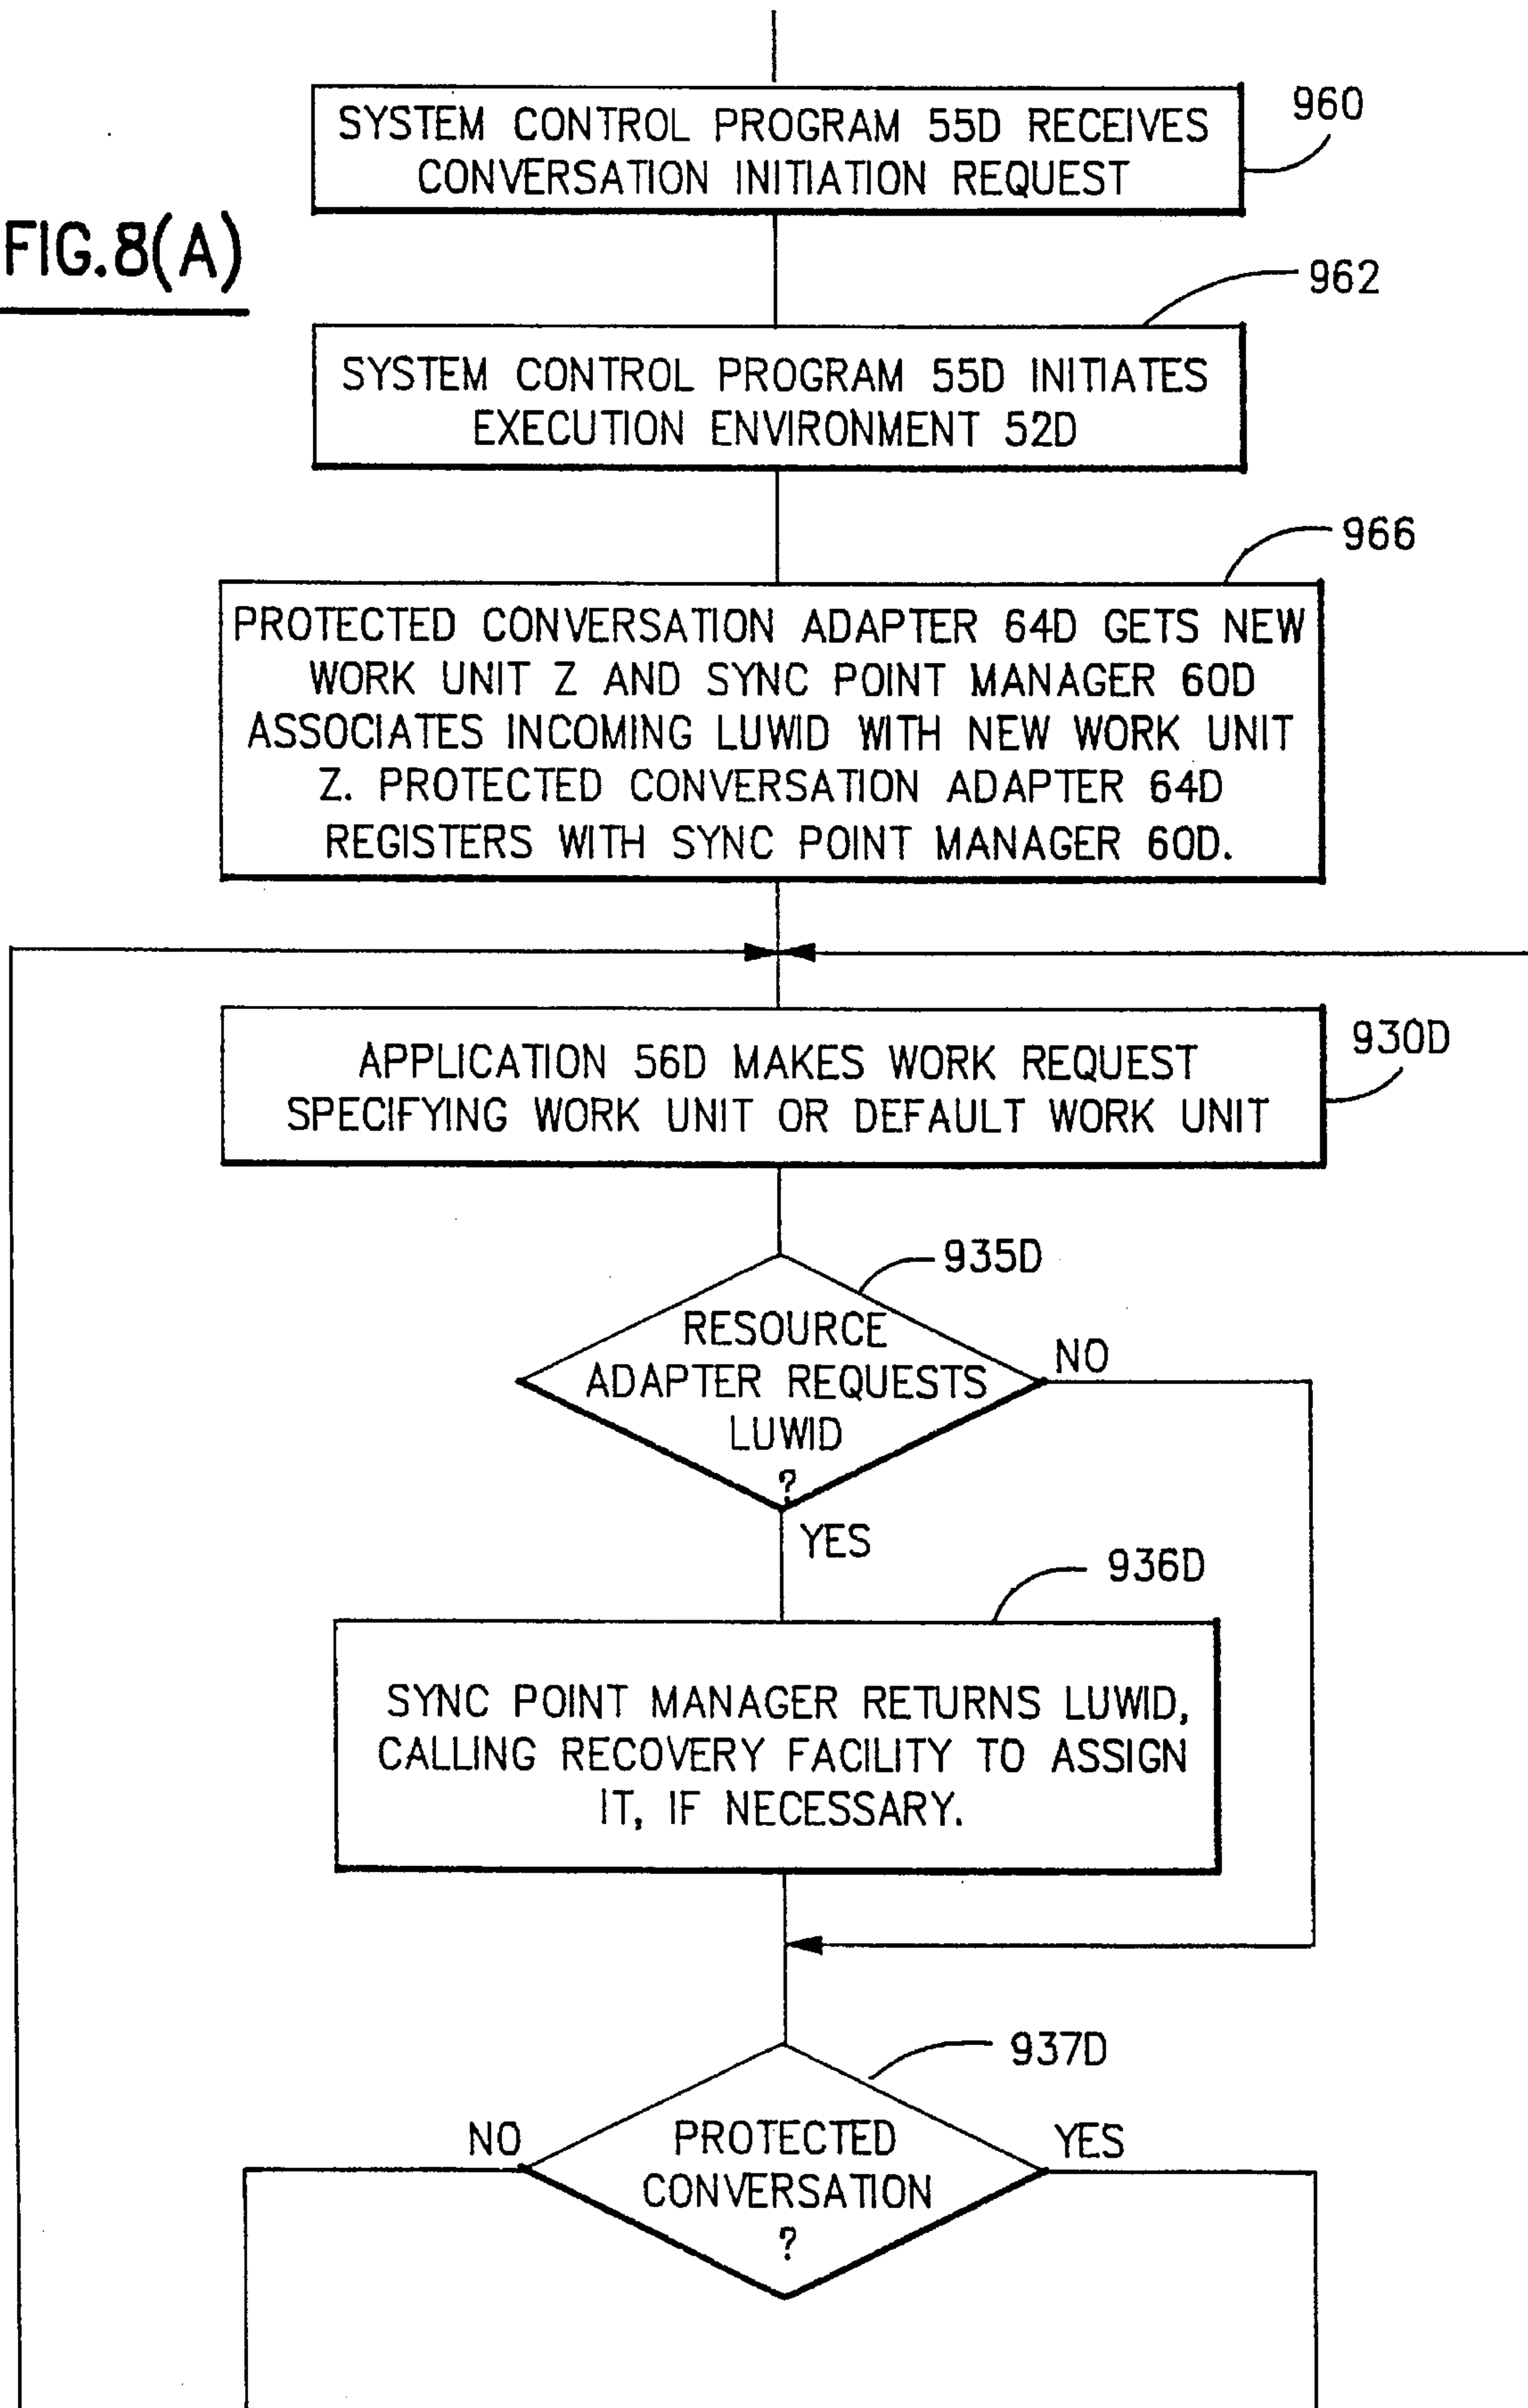 SYSTEM CONTROL PROGRAM 55D RECEIVES
CONVERSATION INITIATION REQUEST
960
FIG.8(A)
962
SYSTEM CONTROL PROGRAM 55D INITIATES
EXECUTION ENVIRONMENT 52D
966
PROTECTED CONVERSATION ADAPTER 64D GETS NEW
WORK UNIT Z AND SYNC POINT MANAGER 60D
ASSOCIATES INCOMING LUWID WITH NEW WORK UNIT
Z. PROTECTED CONVERSATION ADAPTER 64D
REGISTERS WITH SYNC POINT MANAGER 60D.
930D
APPLICATION 56D MAKES WORK REQUEST
SPECIFYING WORK UNIT OR DEFAULT WORK UNIT
935D
RESOURCE
ADAPTER REQUESTS
LUWID
?
NO
YES
936D
SYNC POINT MANAGER RETURNS LUWID,
CALLING RECOVERY FACILITY TO ASSIGN
IT, IF NECESSARY.
937D
NO
PROTECTED
CONVERSATION
?
YES